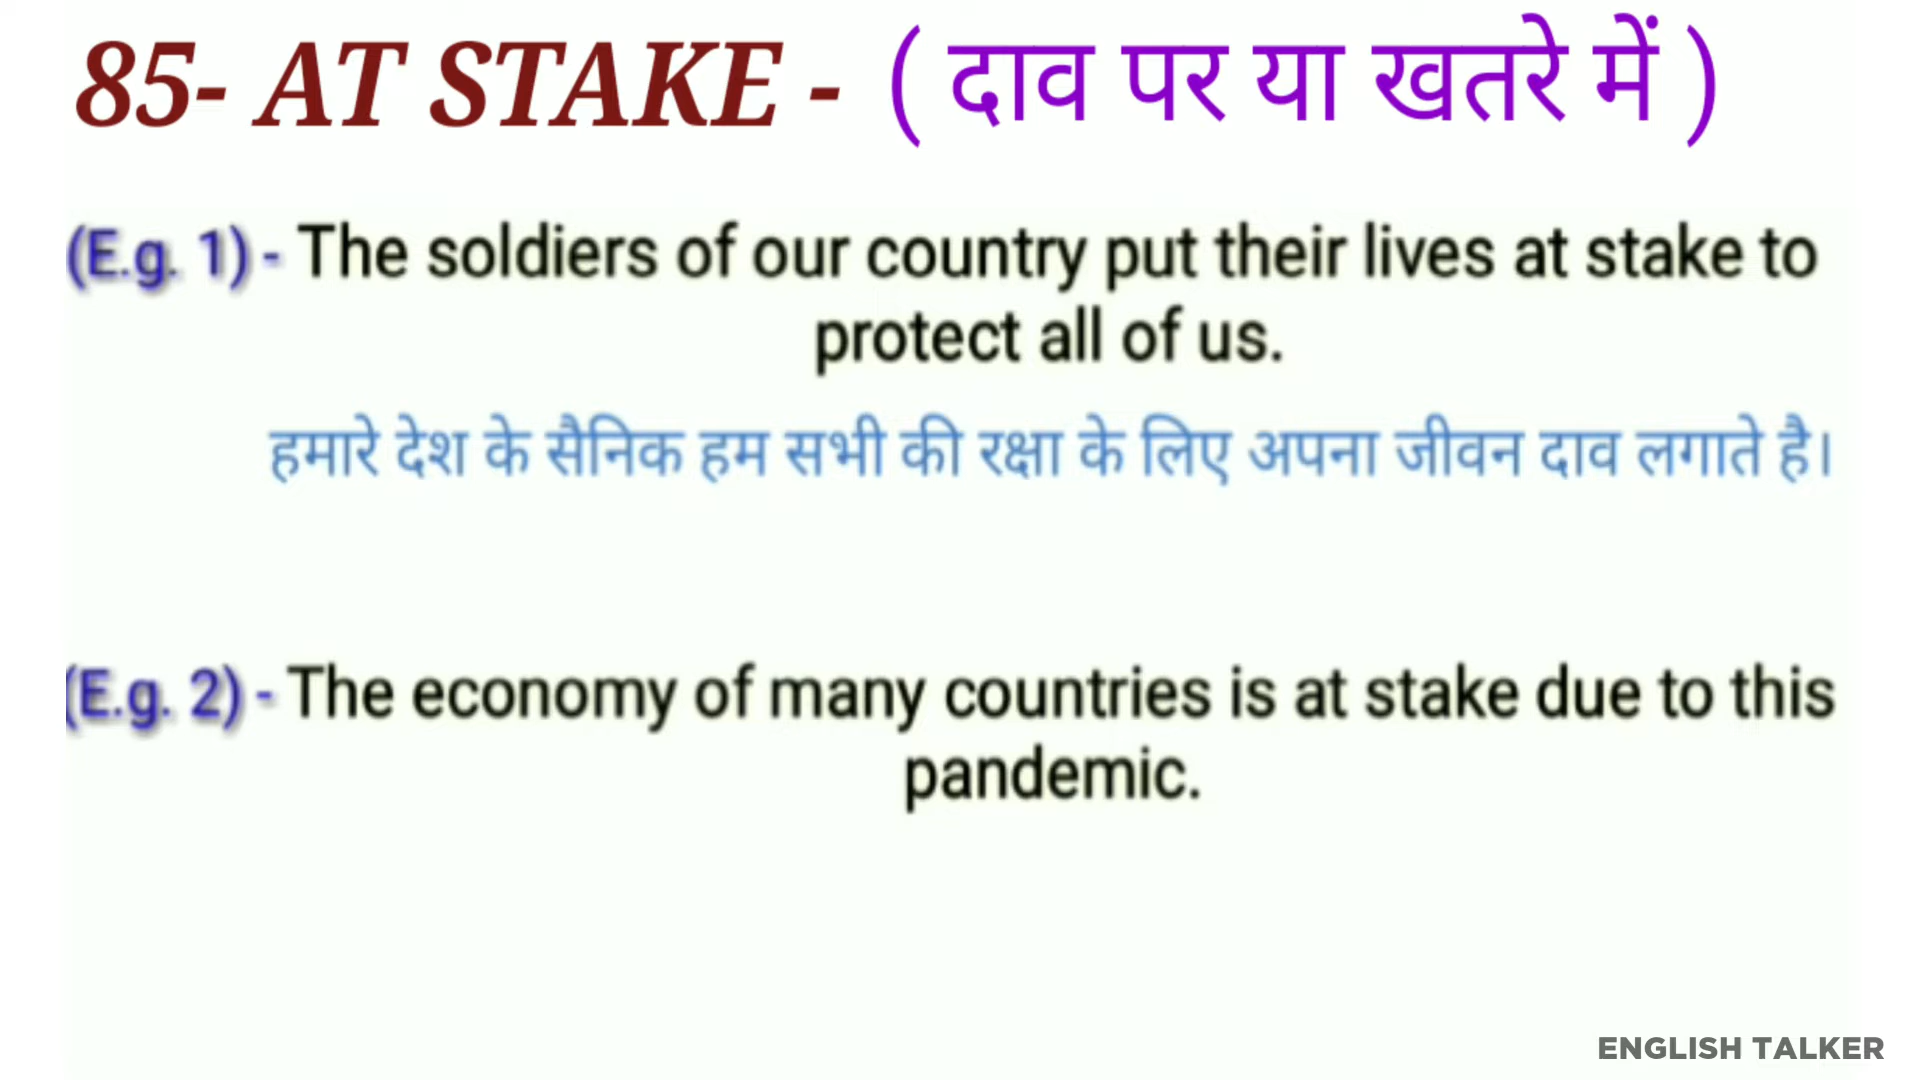 85- AT STAKE - ( दाव पर या खतरे में )
(E.g. 1) - The soldiers of our country put their lives at stake to
protect all of us.
हमारे देश के सैनिक हम सभी की रक्षा के लिए अपना जीवन दाव लगाते है।
(E.g. 2) - The economy of many countries is at stake due to this
pandemic.
ENGLISH TALKER